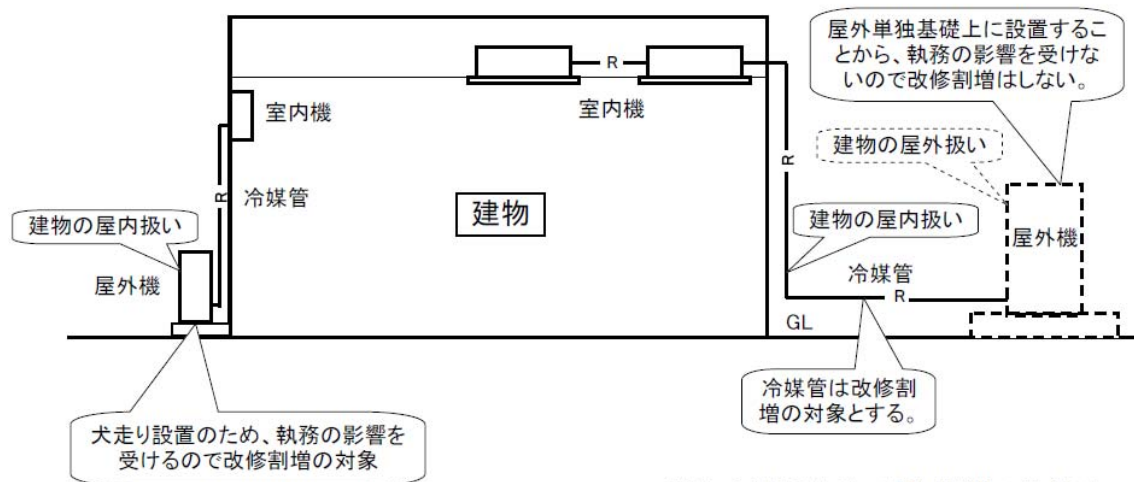 屋外単独基礎上に設置するこ
とから、執務の影響を受けな
いので改修割増はしない。
R
室内機
室内機
建物の屋外扱い
R
R
冷媒管
建物
建物の屋内扱い
建物の屋内扱い
屋外機
屋外機
冷媒管
R
GL
冷媒管は改修割
増の対象とする。
犬走り設置のため、執務の影響を
受けるので改修割増の対象